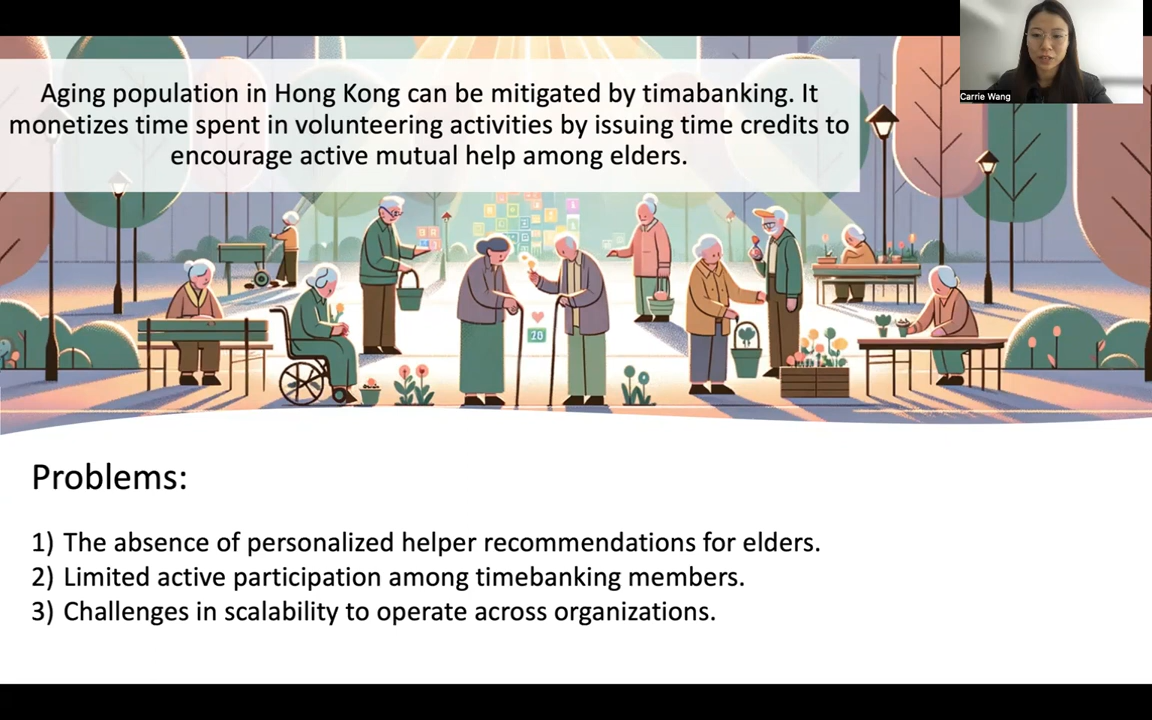 Carrie Wang
Aging population in Hong Kong can be mitigated by timabanking. It
monetizes time spent in volunteering activities by issuing time credits to
encourage active mutual help among elders.
20
Problems:
1) The absence of personalized helper recommendations for elders.
2) Limited active participation among timebanking members.
3) Challenges in scalability to operate across organizations.